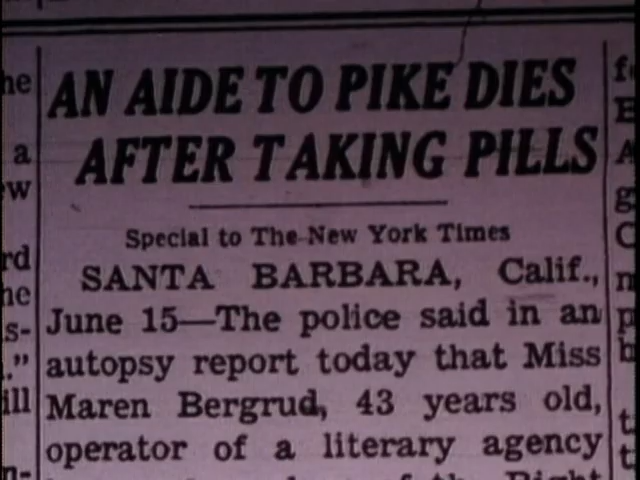 AN AIDE TO PIKE DIES
AFTER TAKING PILLS
Special to The New York Times
SANTA BARBARA, Calif.,
June 15—The police said in an
autopsy report today that Miss
Maren Bergrud, 43 years old,
operator of a literary agency